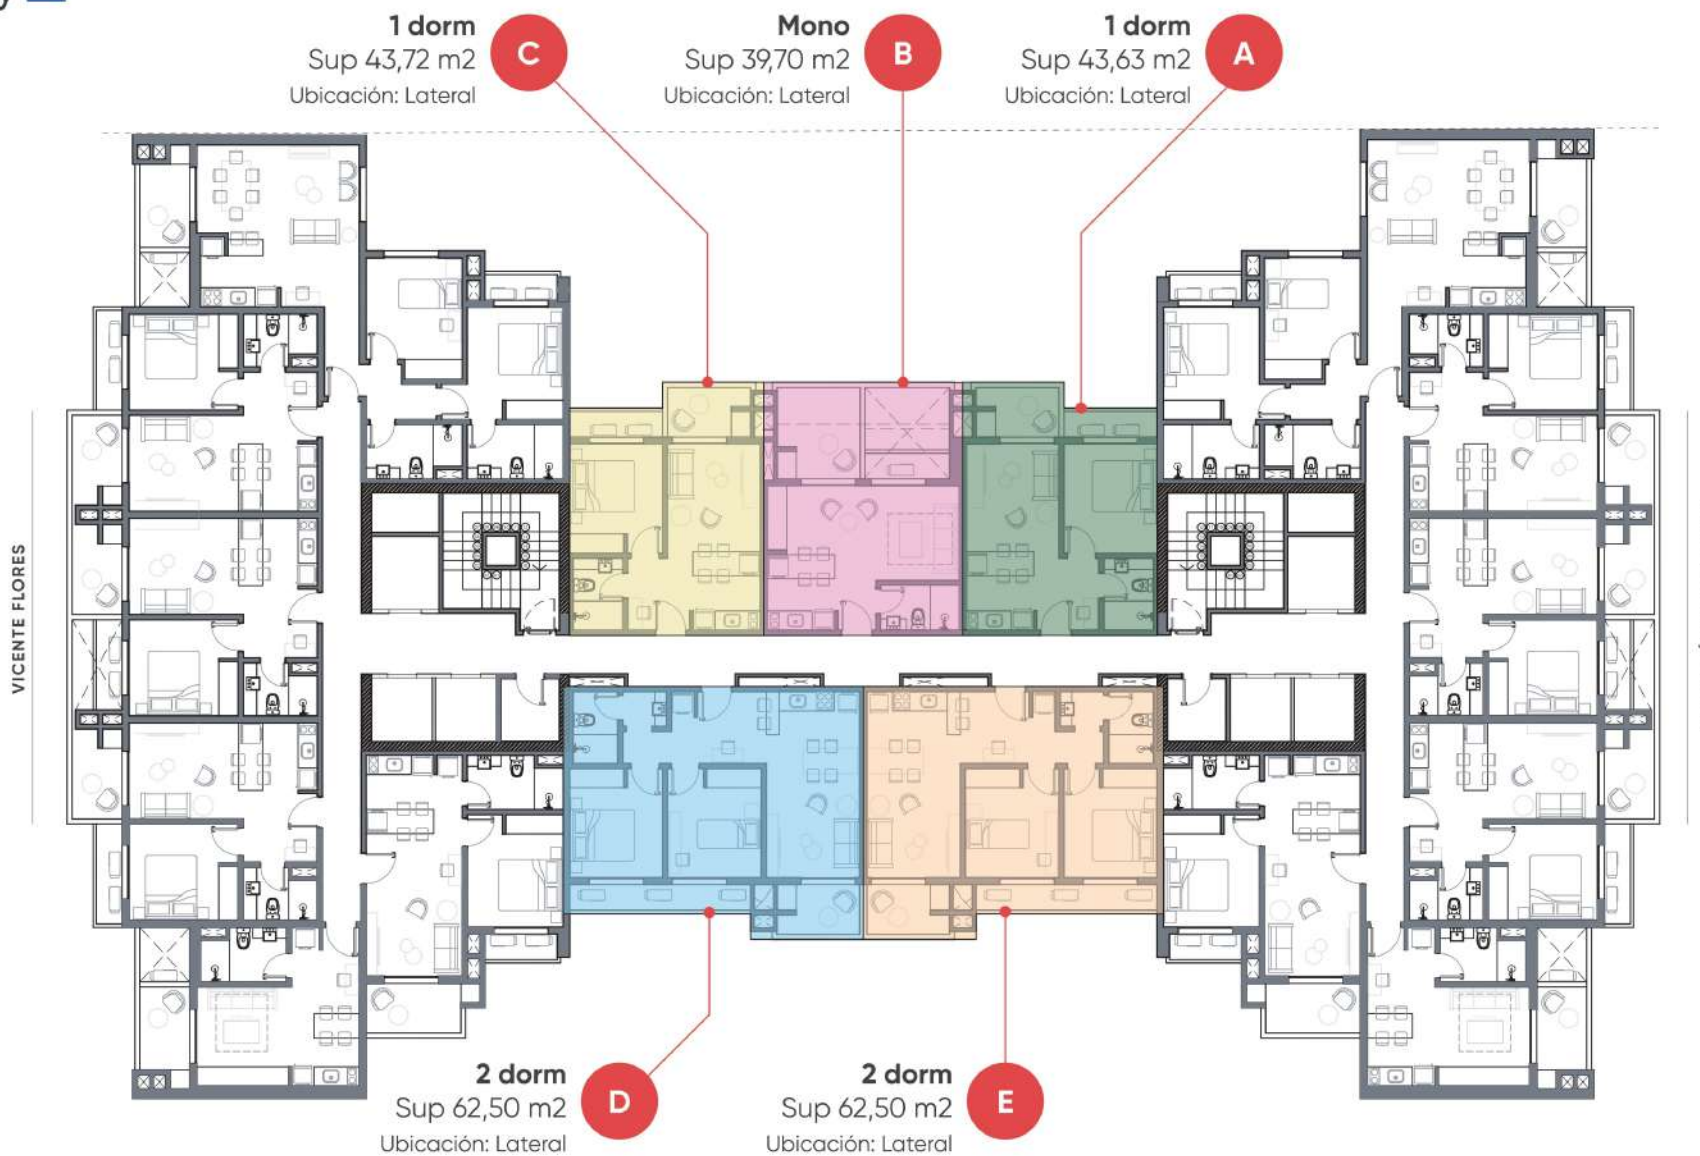 1 dorm
Sup 43,72 m2
Ubicación: Lateral
C
Mono
Sup 39,70 m2
Ubicación: Lateral
B
1 dorm
Sup 43,63 m2
Ubicación: Lateral
A
VICENTE FLORES
2 dorm
Sup 62,50 m2
Ubicación: Lateral
D
2 dorm
Sup 62,50 m2
Ubicación: Lateral
E